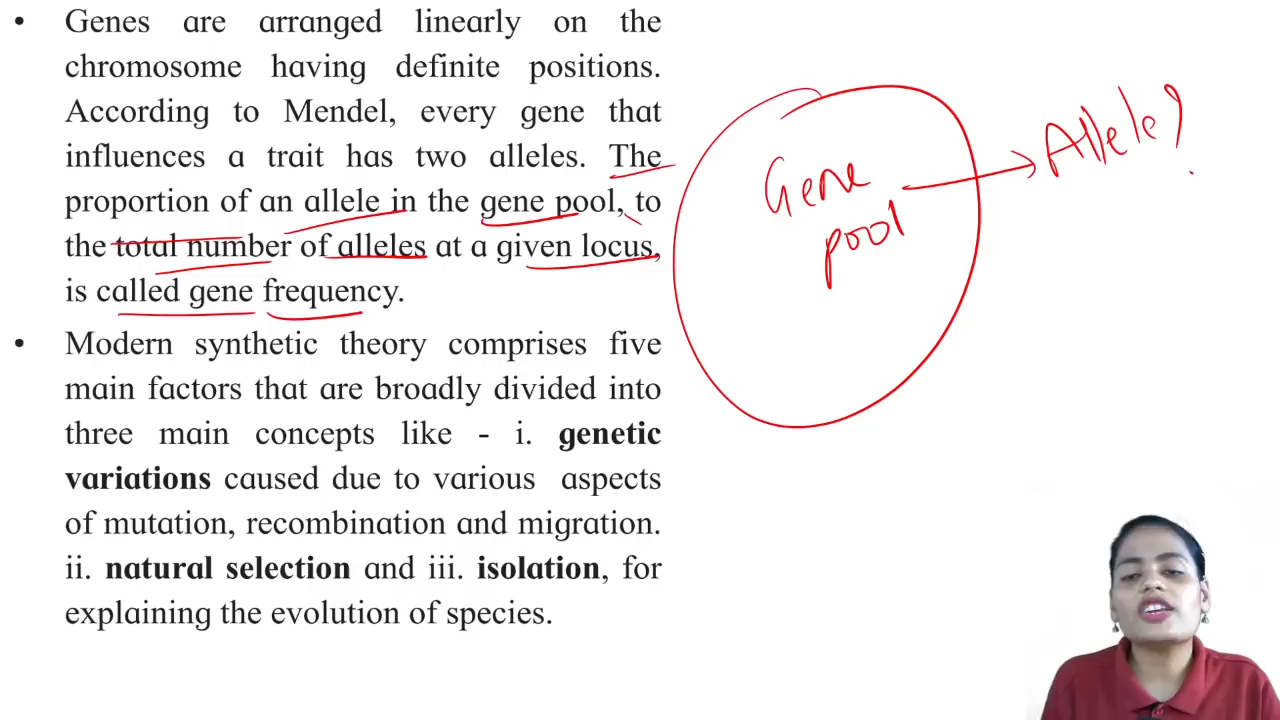 • Genes are arranged linearly on the
chromosome having definite positions.
According to Mendel, every gene that
influences a trait has two alleles. The
proportion of an allele in the gene pool, to
the total number of alleles at a given locus,
is called gene frequency.
• Modern synthetic theory comprises five
main factors that are broadly divided into
three main concepts like - i. genetic
variations caused due to various aspects
of mutation, recombination and migration.
ii. natural selection and iii. isolation, for
explaining the evolution of species.
Gene
pool
Allele?